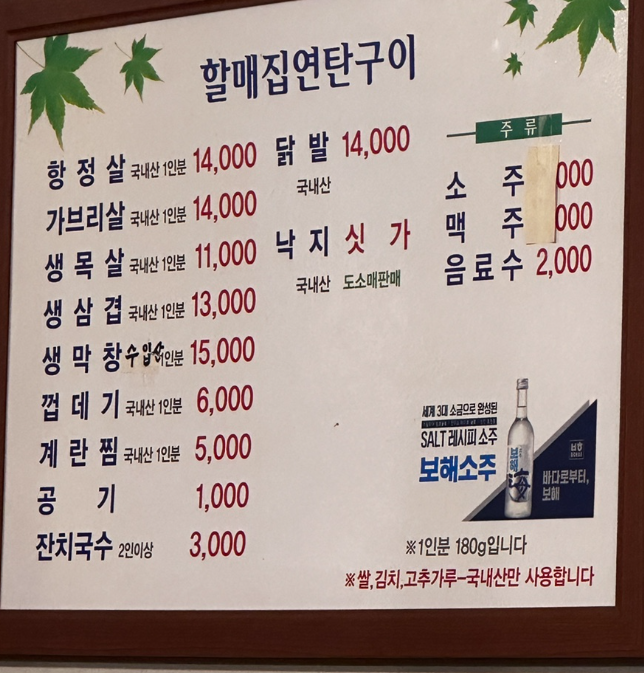 할매집연탄구이
항정살 국내산 1인분 14,000
가브리살 국내산 1인분 14,000
생목살 국내산 1인분 11,000
생삼겹 국내산 1인분 13,000
생막창 수입산 1인분 15,000
껍데기 국내산 1인분 6,000
계란찜 국내산 1인분 5,000
공기 1,000
잔치국수 2인이상 3,000
닭발 14,000
국내산
낙지 싯가
국내산 도소매판매
주류
소주 000
맥주 000
음료수 2,000
세계 3대 소금으로 완성된
SALT 레시피 소주
보해소주
보해
海
보해
바다로부터,
보해
※1인분 180g입니다
※쌀,김치,고추가루-국내산만 사용합니다